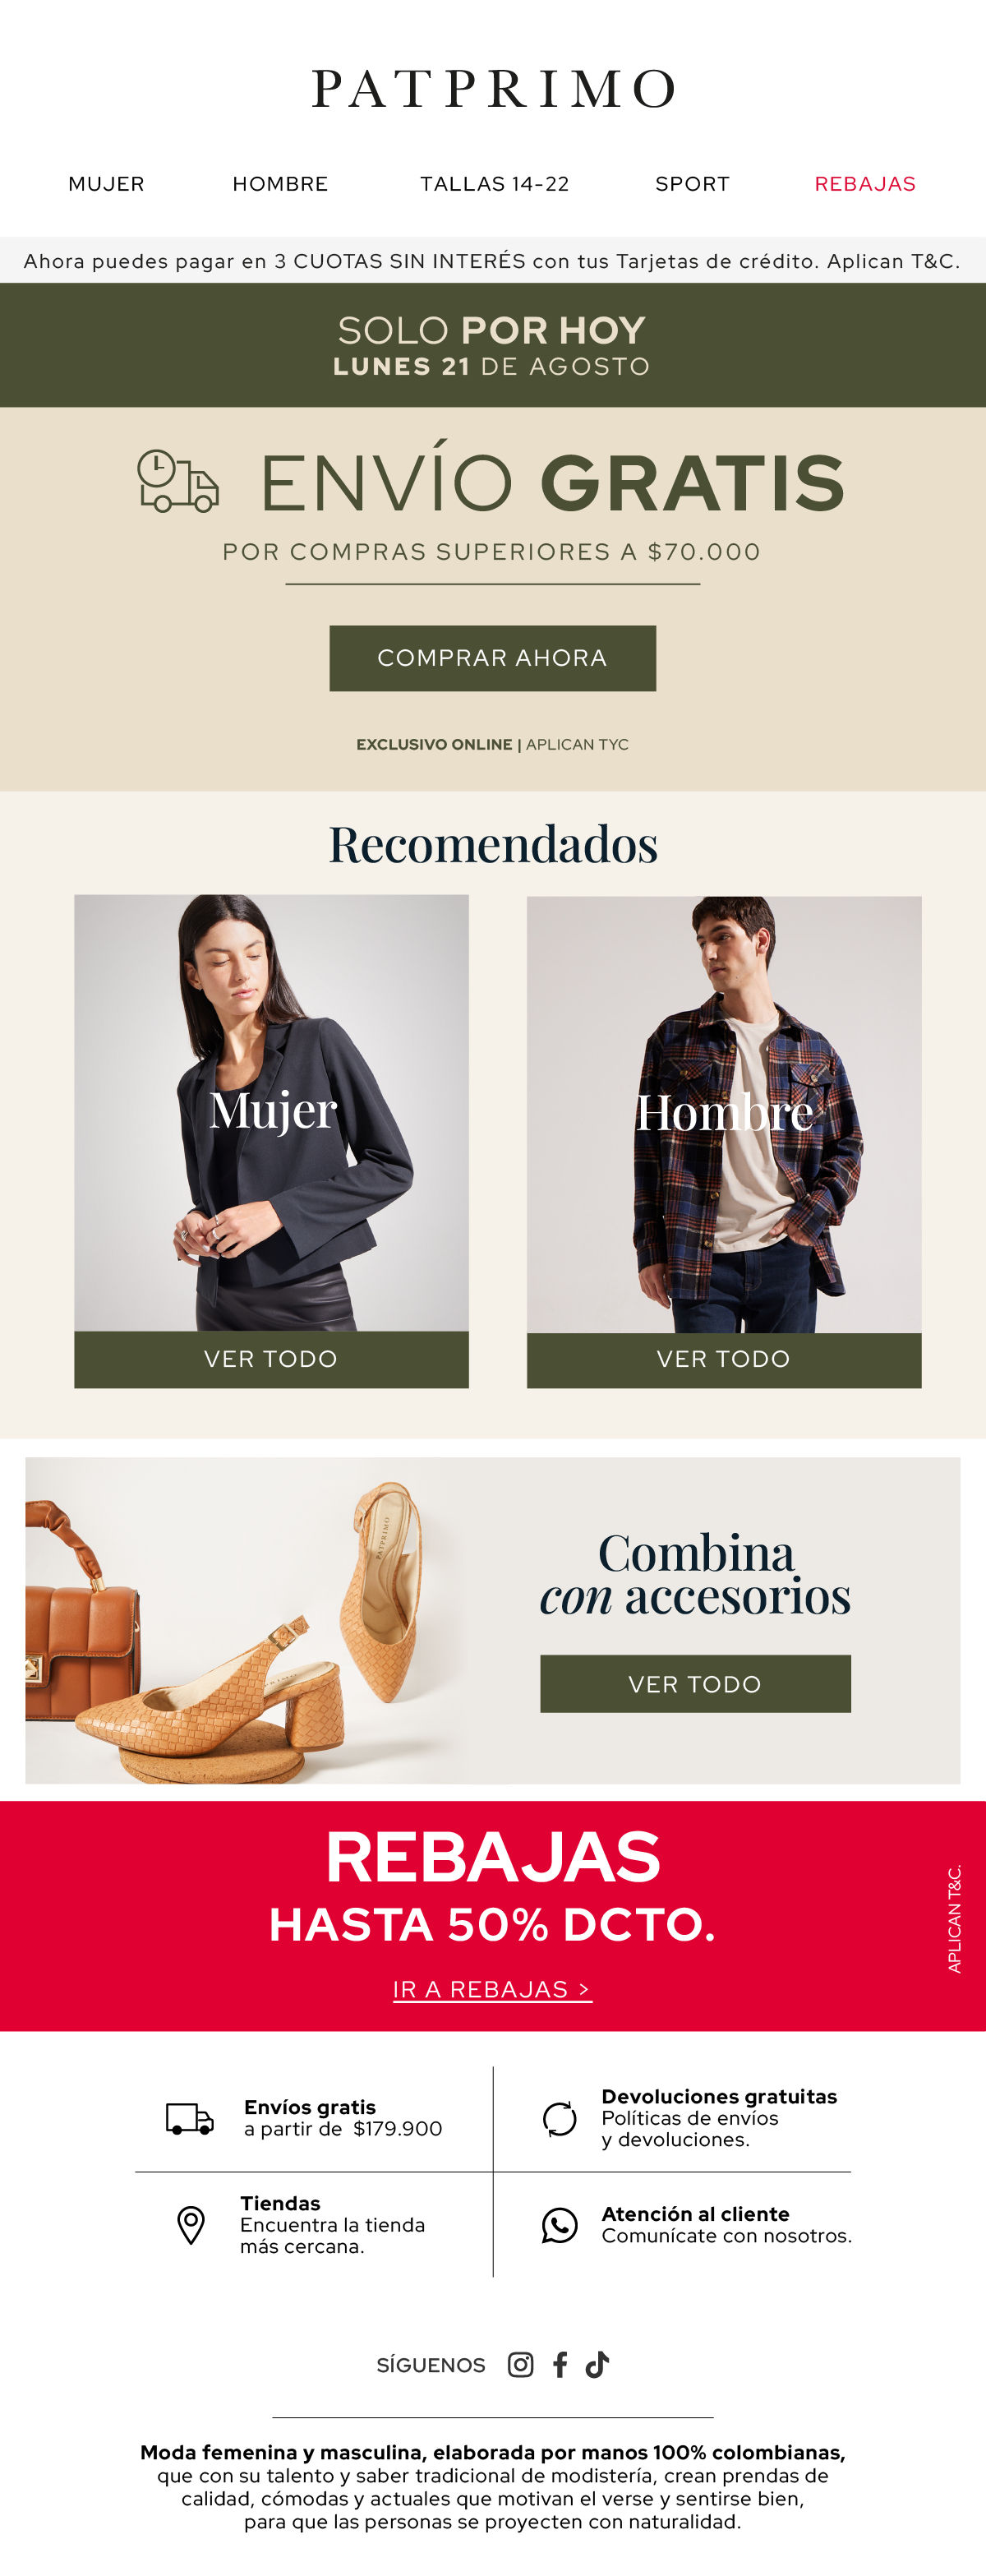 PATPRIMO
MUJER HOMBRE TALLAS 14-22 SPORT REBAJAS
Ahora puedes pagar en 3 CUOTAS SIN INTERÉS con tus Tarjetas de crédito. Aplican T&C.
SOLO POR HOY
LUNES 21 DE AGOSTO
ENVÍO GRATIS
POR COMPRAS SUPERIORES A $70.000
COMPRAR AHORA
EXCLUSIVO ONLINE | APLICAN TYC
Recomendados
Mujer
VER TODO
Hombre
VER TODO
PATPRIMO
Combina
con accesorios
VER TODO
REBAJAS
HASTA 50% DCTO.
IR A REBAJAS >
APLICAN T&C.
Envíos gratis
a partir de $179.900
Devoluciones gratuitas
Políticas de envíos
y devoluciones.
Tiendas
Encuentra la tienda
más cercana.
Atención al cliente
Comunícate con nosotros.
SÍGUENOS
Moda femenina y masculina, elaborada por manos 100% colombianas,
que con su talento y saber tradicional de modistería, crean prendas de
calidad, cómodas y actuales que motivan el verse y sentirse bien,
para que las personas se proyecten con naturalidad.